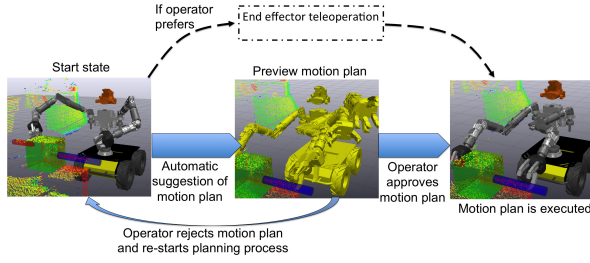 If operator
prefers
End effector teleoperation
Start state
Preview motion plan
Automatic
suggestion of
motion plan
Operator
approves
motion plan
Motion plan is executed
Operator rejects motion plan
and re-starts planning process